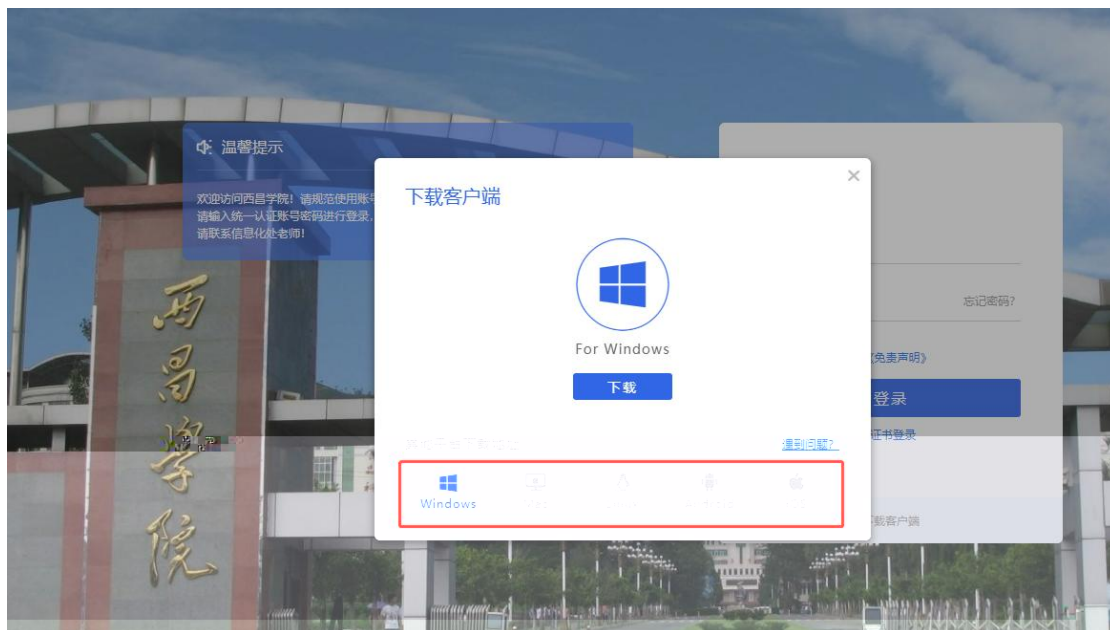 温馨提示
欢迎访问西昌学院！请规范使用账号
请输入统一认证账号密码进行登录，
请联系信息化处老师！
下载客户端
For Windows
下载
遇到问题?
Windows
忘记密码?
《免责声明》
登录
证书登录
下载客户端
西昌学院